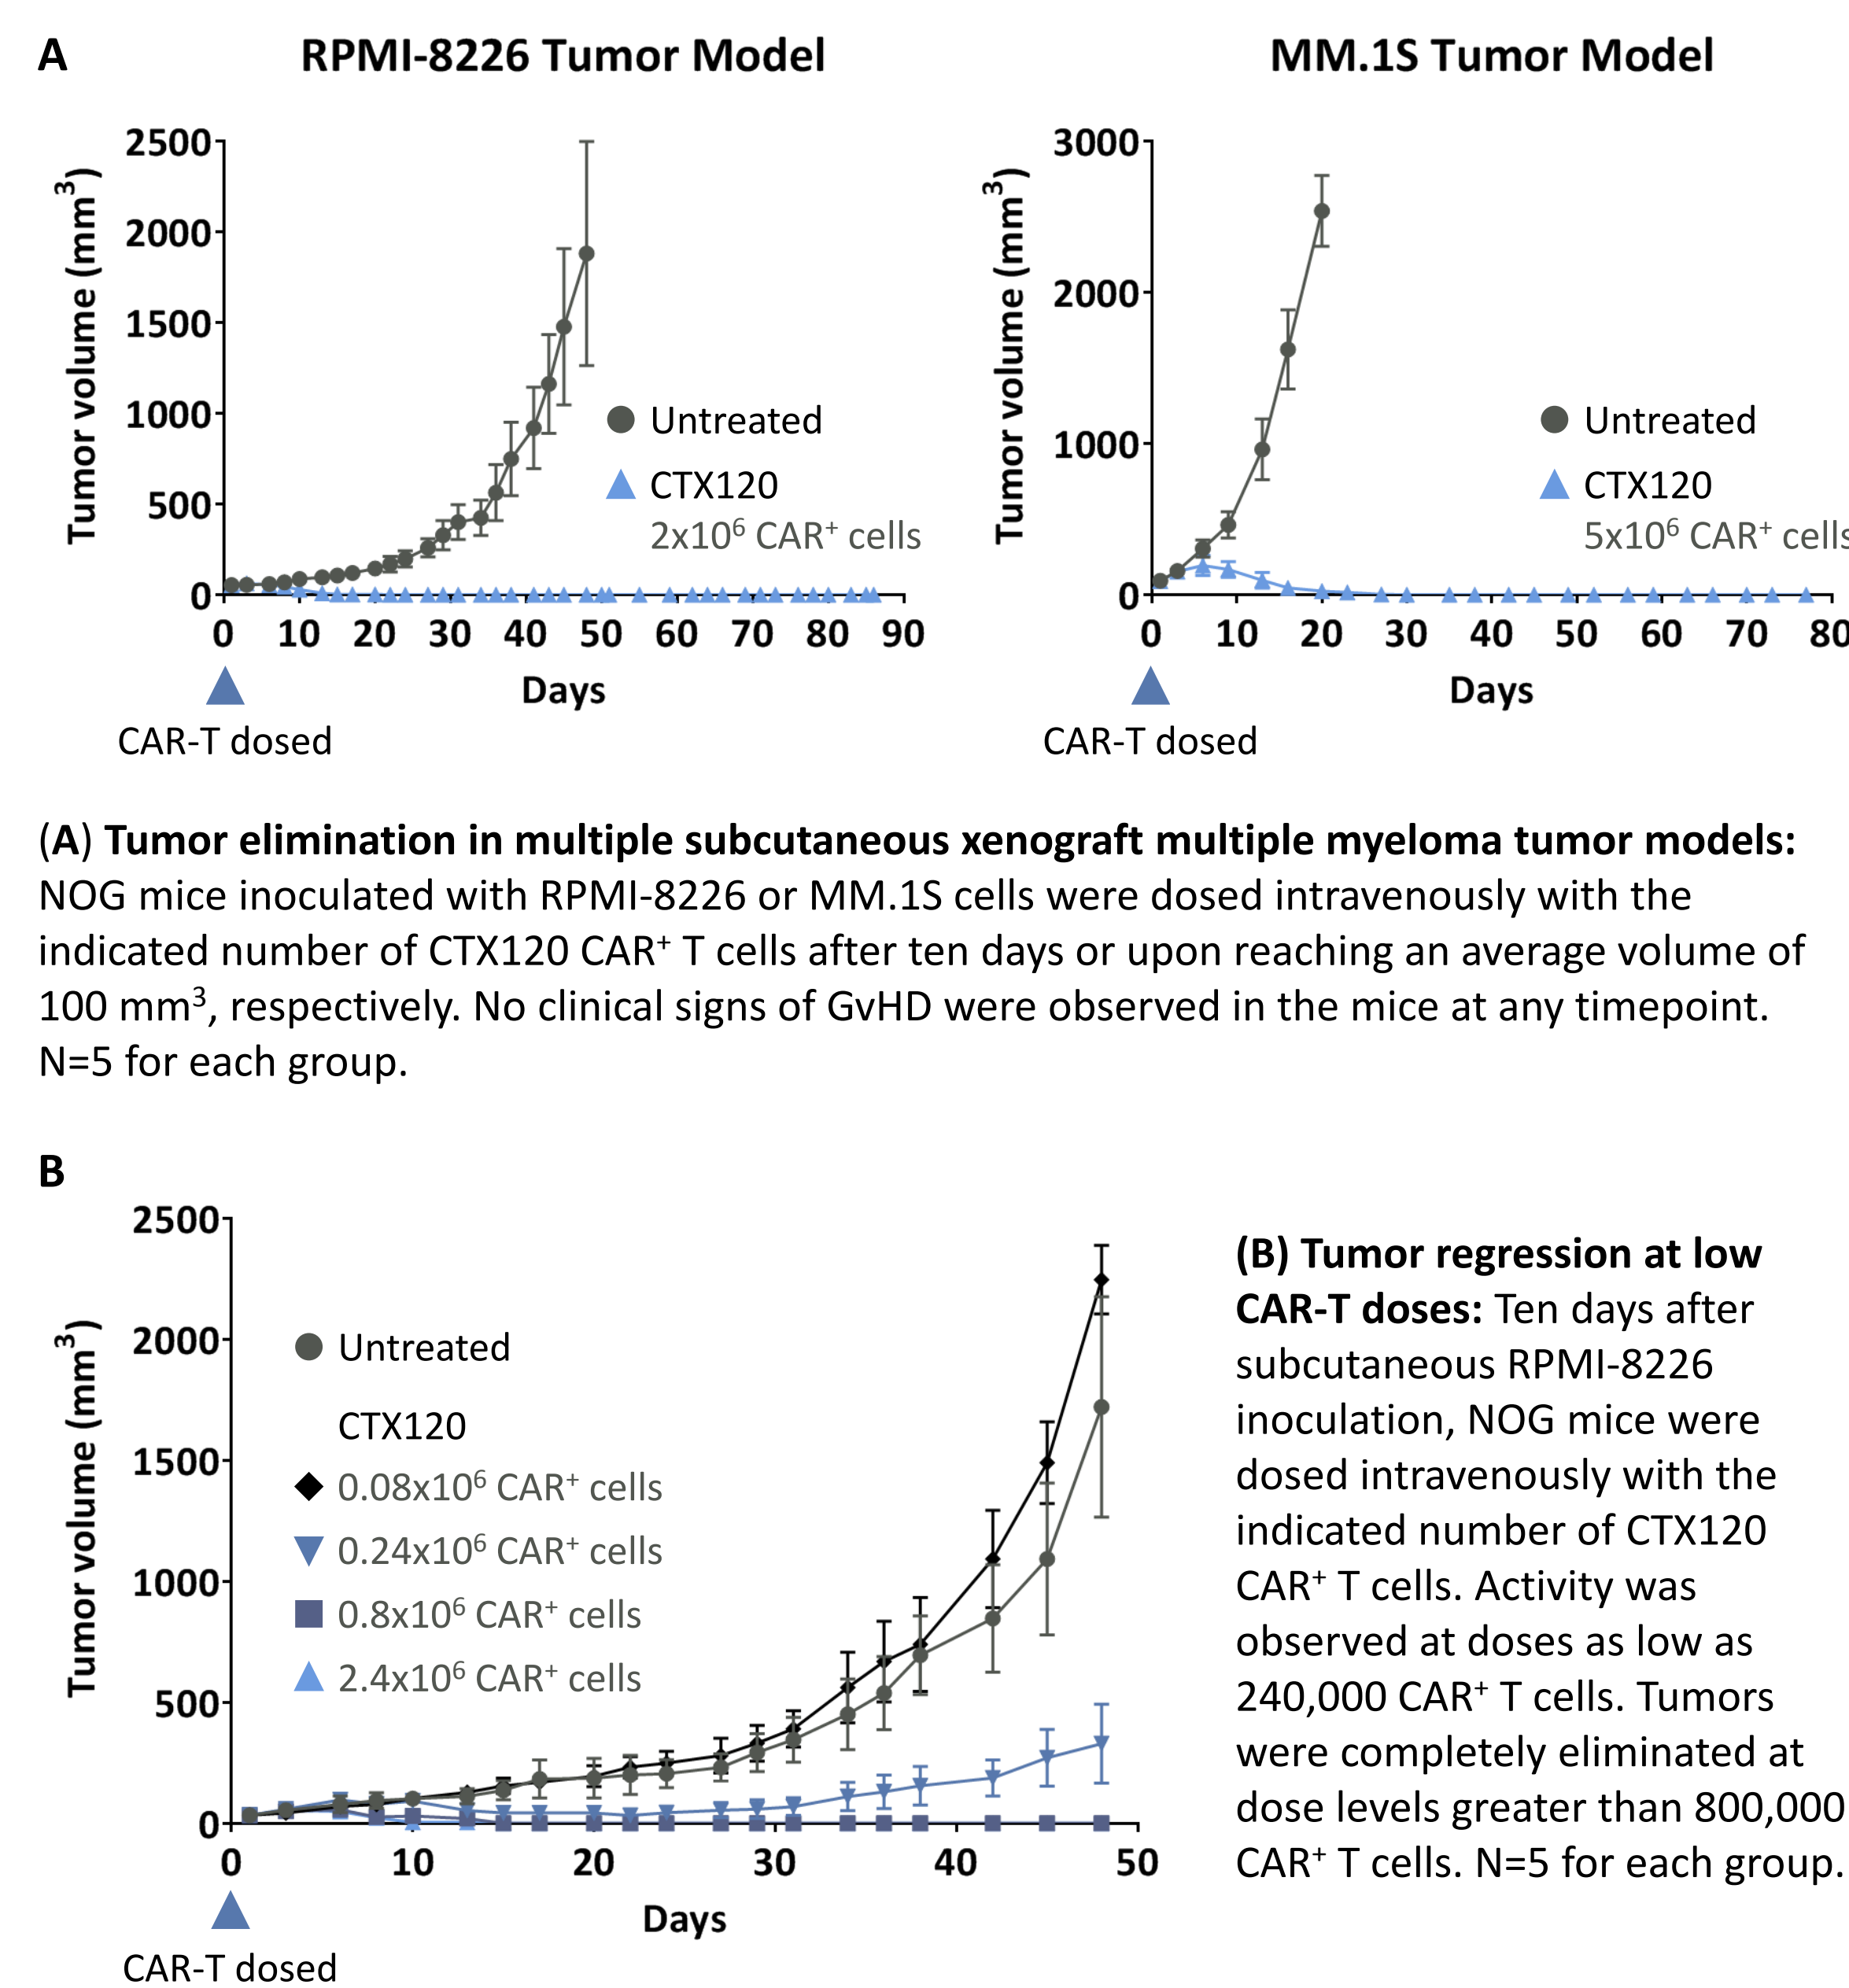 A
RPMI-8226 Tumor Model
Tumor volume (mm³)
2500
2000
1500
1000
500
0
0 10 20 30 40 50 60 70 80 90
Days
Untreated
CTX120
2x10⁶ CAR⁺ cells
CAR-T dosed
MM.1S Tumor Model
Tumor volume (mm³)
3000
2000
1000
0
0 10 20 30 40 50 60 70 80
Days
Untreated
CTX120
5x10⁶ CAR⁺ cells
CAR-T dosed
(A) Tumor elimination in multiple subcutaneous xenograft multiple myeloma tumor models:
NOG mice inoculated with RPMI-8226 or MM.1S cells were dosed intravenously with the
indicated number of CTX120 CAR⁺ T cells after ten days or upon reaching an average volume of
100 mm³, respectively. No clinical signs of GvHD were observed in the mice at any timepoint.
N=5 for each group.
B
Tumor volume (mm³)
2500
2000
1500
1000
500
0
0 10 20 30 40 50
Days
Untreated
CTX120
0.08x10⁶ CAR⁺ cells
0.24x10⁶ CAR⁺ cells
0.8x10⁶ CAR⁺ cells
2.4x10⁶ CAR⁺ cells
CAR-T dosed
(B) Tumor regression at low
CAR-T doses: Ten days after
subcutaneous RPMI-8226
inoculation, NOG mice were
dosed intravenously with the
indicated number of CTX120
CAR⁺ T cells. Activity was
observed at doses as low as
240,000 CAR⁺ T cells. Tumors
were completely eliminated at
dose levels greater than 800,000
CAR⁺ T cells. N=5 for each group.